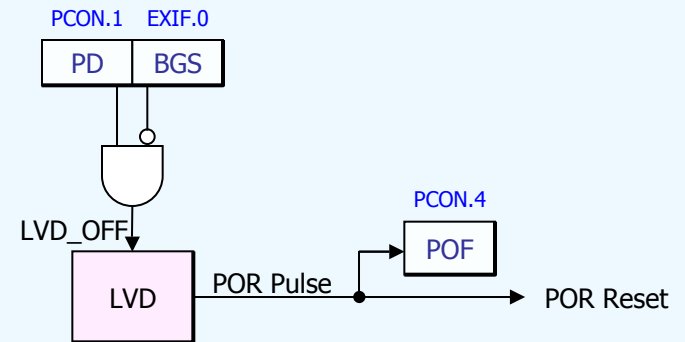 PCON.1 EXIF.0
PD BGS
PCON.4
LVD_OFF
POF
LVD
POR Pulse
POR Reset